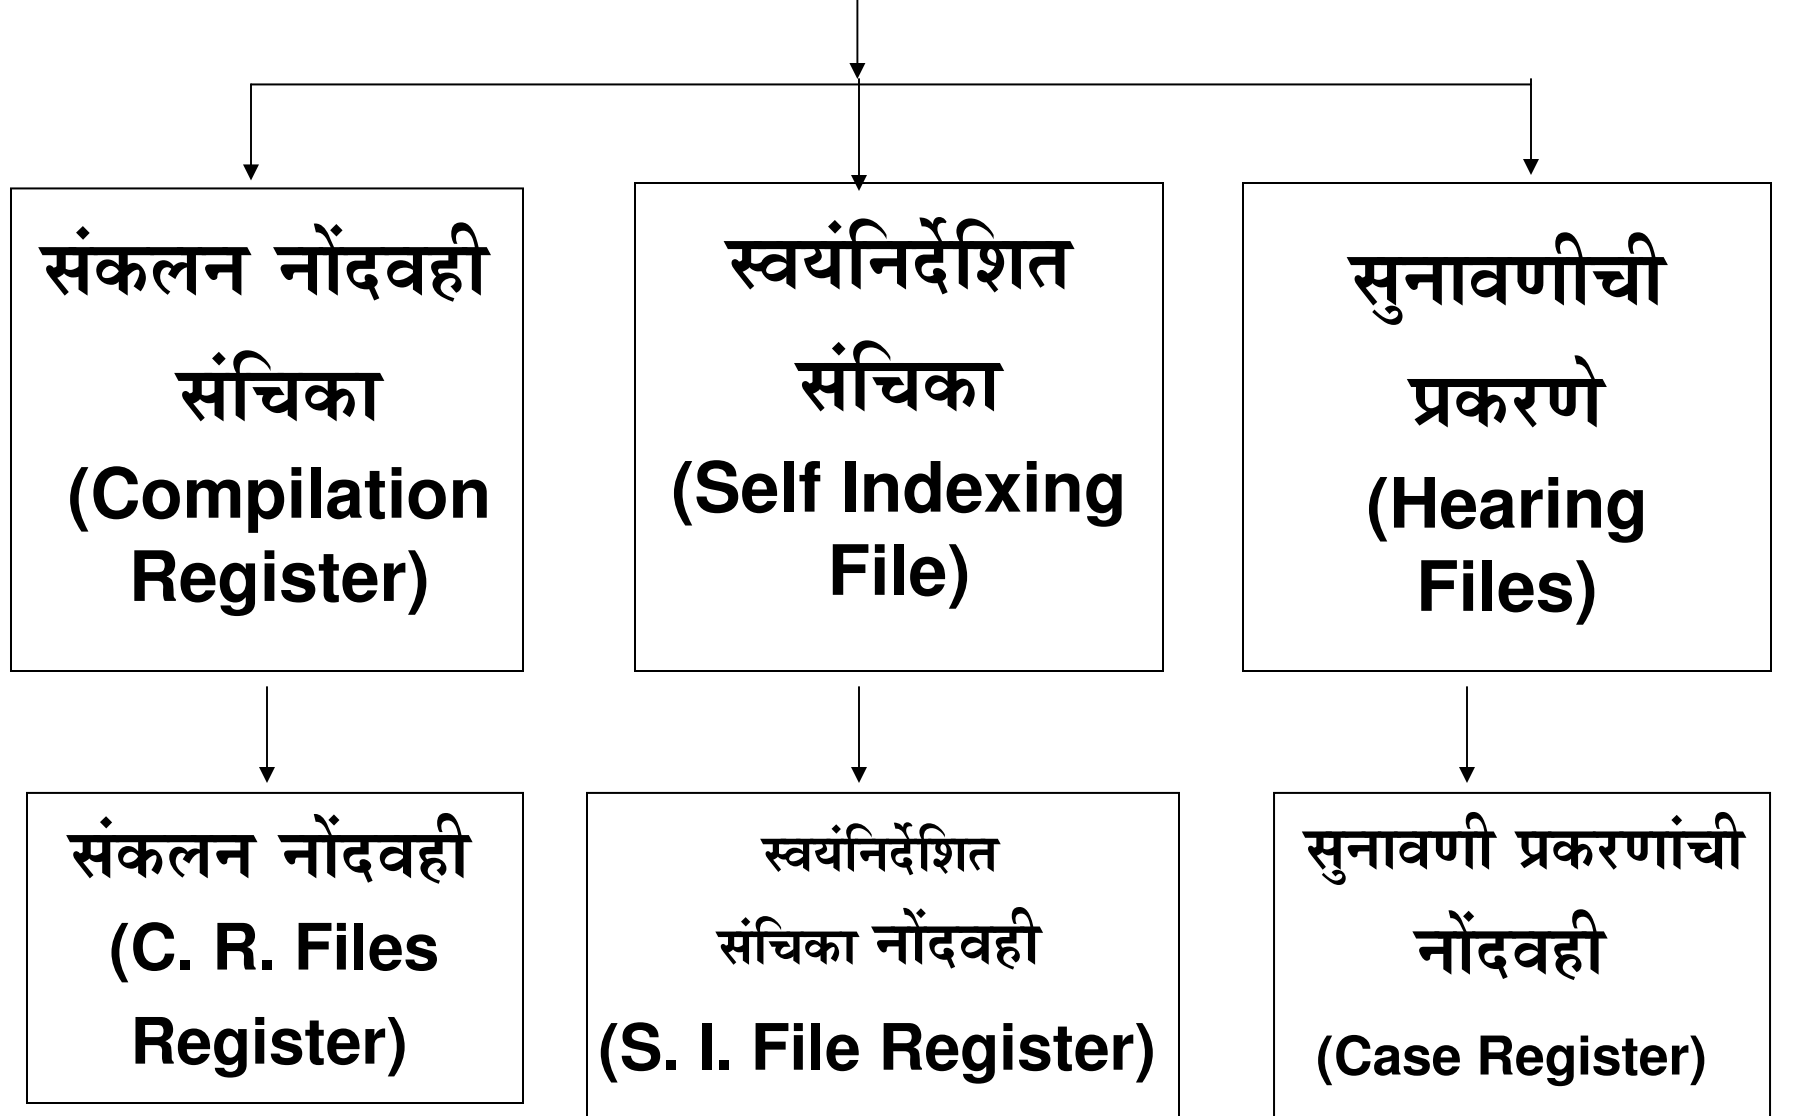 संकलन नोंदवही
संचिका
(Compilation
Register)
स्वयंनिर्देशित
संचिका
(Self Indexing
File)
सुनावणीची
प्रकरणे
(Hearing
Files)
संकलन नोंदवही
(C. R. Files
Register)
स्वयंनिर्देशित
संचिका नोंदवही
(S. I. File Register)
सुनावणी प्रकरणांची
नोंदवही
(Case Register)